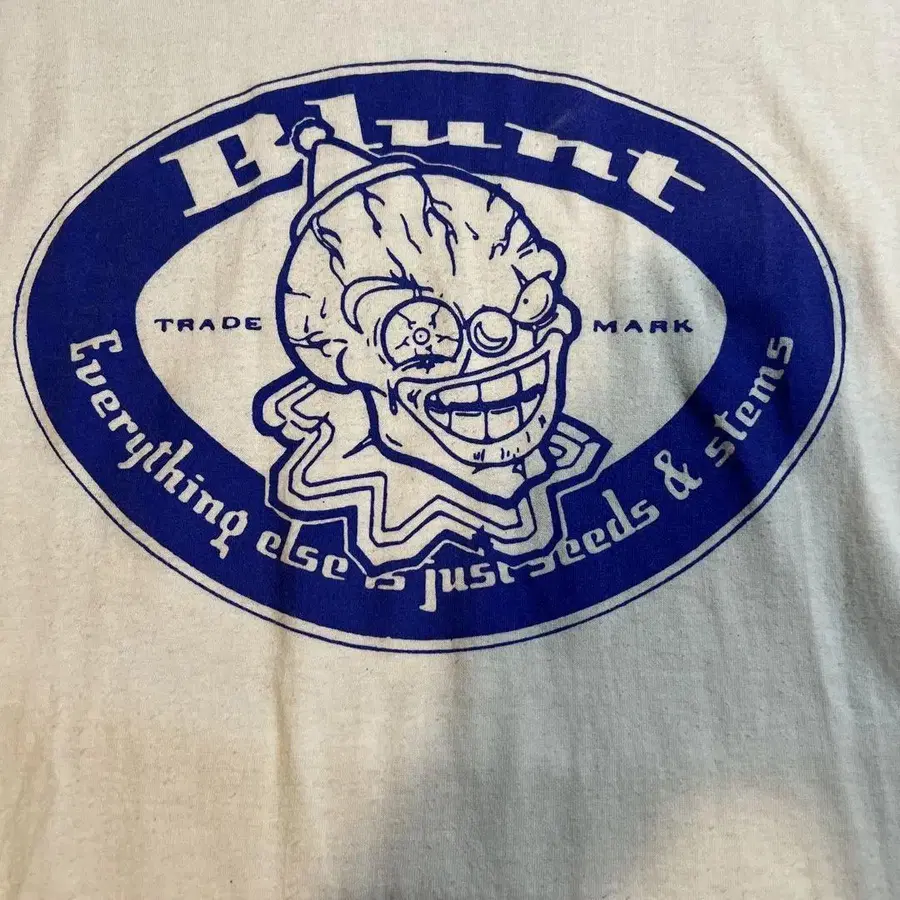 Blunt
TRADE MARK
Everything else is just seeds & stems